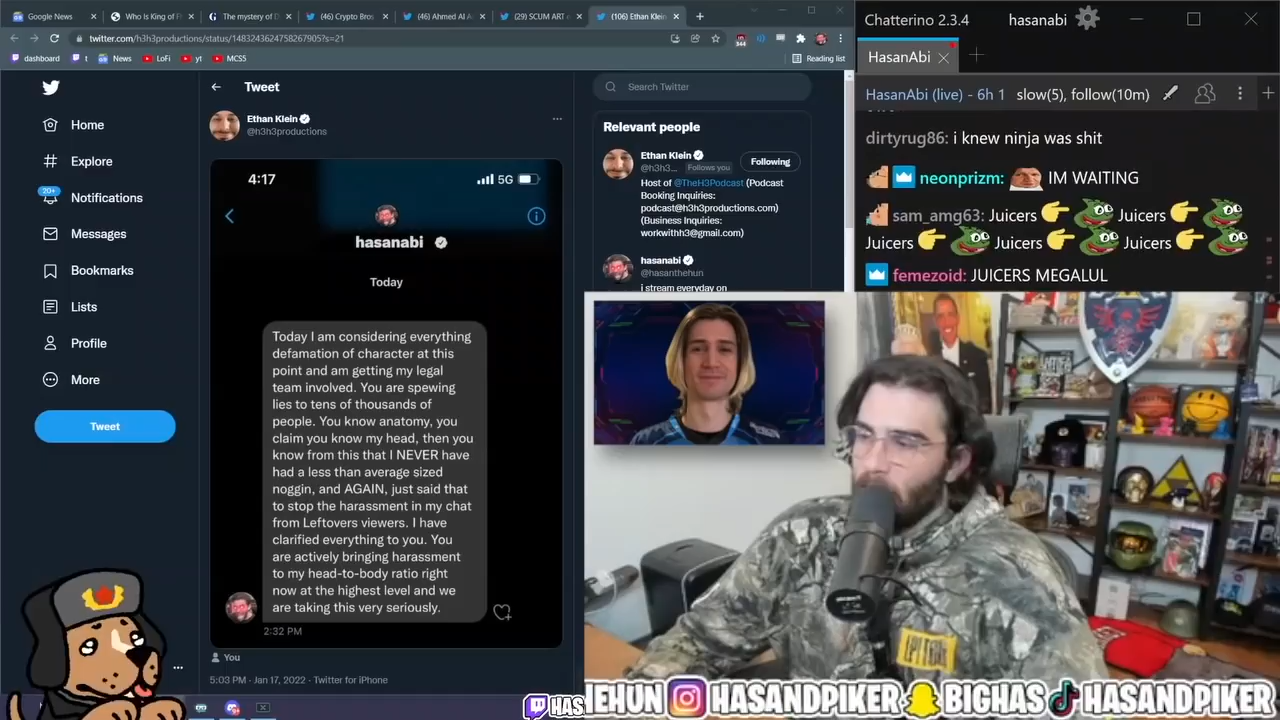 Google News
Who Is King of F
The mystery of D
(46) Crypto Bros
(46) Ahmed Al A
(29) SCUM ART o
(106) Ethan Klein
twitter.com/h3h3productions/status/1483243624758267905?s=21
344
dashboard
t
News
LoFi
yt
MCS5
Reading list
Home
Explore
20+
Notifications
Messages
Bookmarks
Lists
Profile
More
Tweet
Tweet
Ethan Klein
@h3h3productions
4:17
5G
hasanabi
Today
Today I am considering everything
defamation of character at this
point and am getting my legal
team involved. You are spewing
lies to tens of thousands of
people. You know anatomy, you
claim you know my head, then you
know from this that I NEVER have
had a less than average sized
noggin, and AGAIN, just said that
to stop the harassment in my chat
from Leftovers viewers. I have
clarified everything to you. You
are actively bringing harassment
to my head-to-body ratio right
now at the highest level and we
are taking this very seriously.
2:32 PM
You
5:03 PM · Jan 17, 2022 · Twitter for iPhone
Search Twitter
Relevant people
Ethan Klein
Following
@h3h3...
Follows you
Host of @TheH3Podcast (Podcast
Booking Inquiries:
podcast@h3h3productions.com)
(Business Inquiries:
workwithh3@gmail.com)
hasanabi
@hasanthehun
i stream everyday on
Chatterino 2.3.4
hasanabi
HasanAbi
HasanAbi (live) - 6h 1 slow(5), follow(10m)
dirtyrug86: i knew ninja was shit
neonprizm: IM WAITING
sam_amg63: Juicers Juicers
Juicers Juicers Juicers
femezoid: JUICERS MEGALUL
HAS
HEHUN
HASANDPIKER
BIGHAS
HASANDPIKER